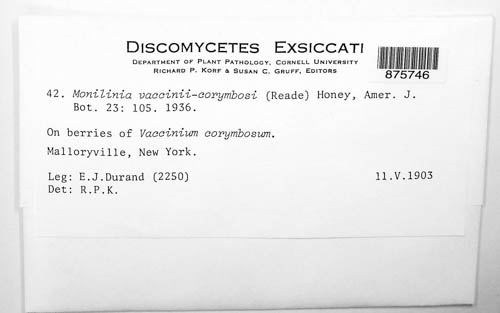 DISCOMYCETES EXSICCATI
DEPARTMENT OF PLANT PATHOLOGY, CORNELL UNIVERSITY
RICHARD P. KORF & SUSAN C. GRUFF, EDITORS
875746
42. Monilinia vaccinii-corymbosi (Reade) Honey, Amer. J.
Bot. 23: 105. 1936.
On berries of Vaccinium corymbosum.
Malloryville, New York.
Leg: E.J.Durand (2250) 11.V.1903
Det: R.P.K.